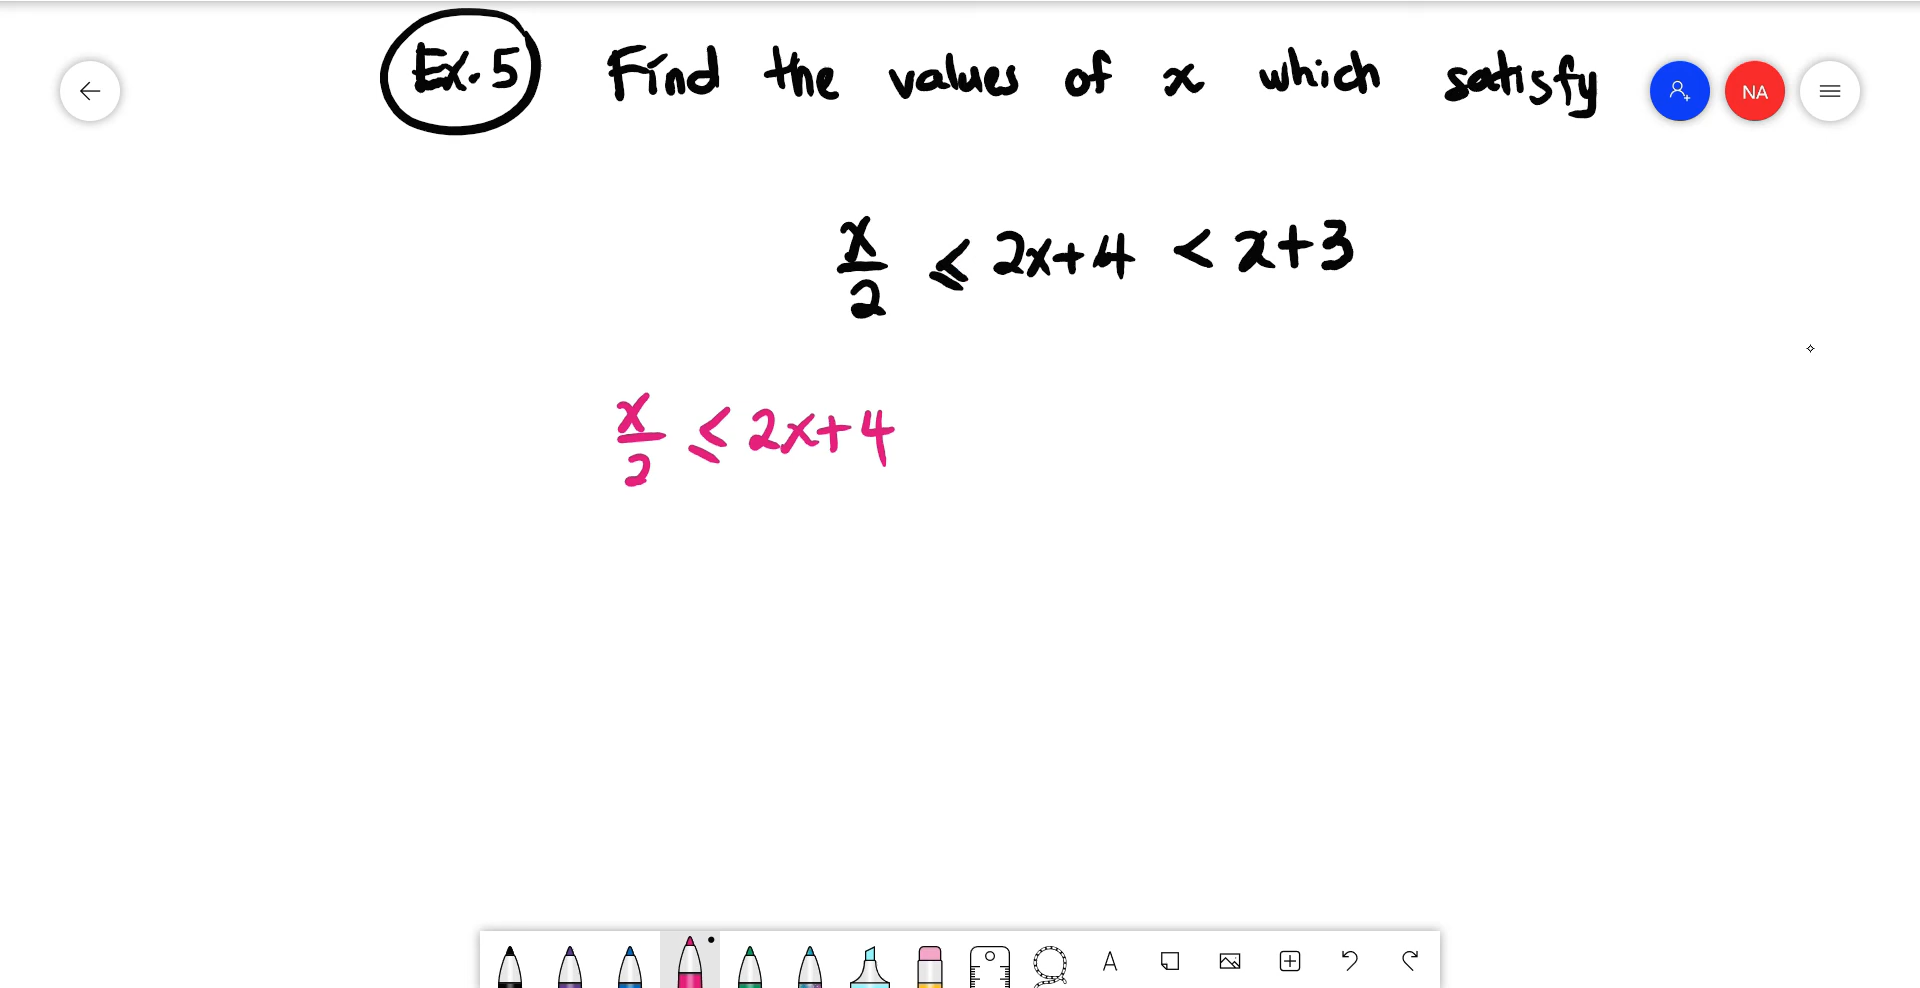 Ex.5 Find the values of x which satisfy
NA
x/2 ≤ 2x+4 < x+3
x/2 ≤ 2x+4
A